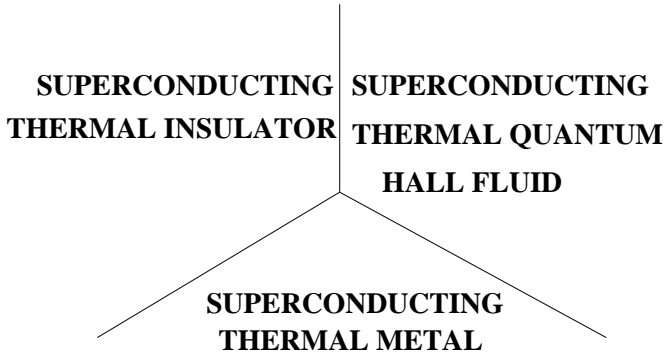 SUPERCONDUCTING
THERMAL INSULATOR
SUPERCONDUCTING
THERMAL QUANTUM
HALL FLUID
SUPERCONDUCTING
THERMAL METAL